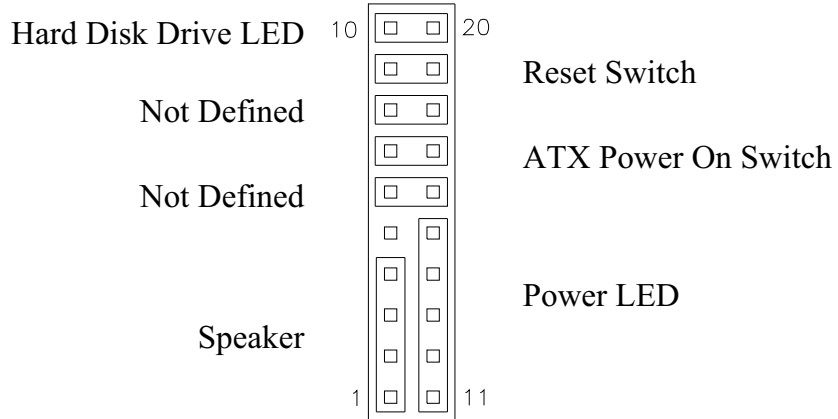 Hard Disk Drive LED 10 20
Reset Switch
Not Defined
ATX Power On Switch
Not Defined
Power LED
Speaker
1 11